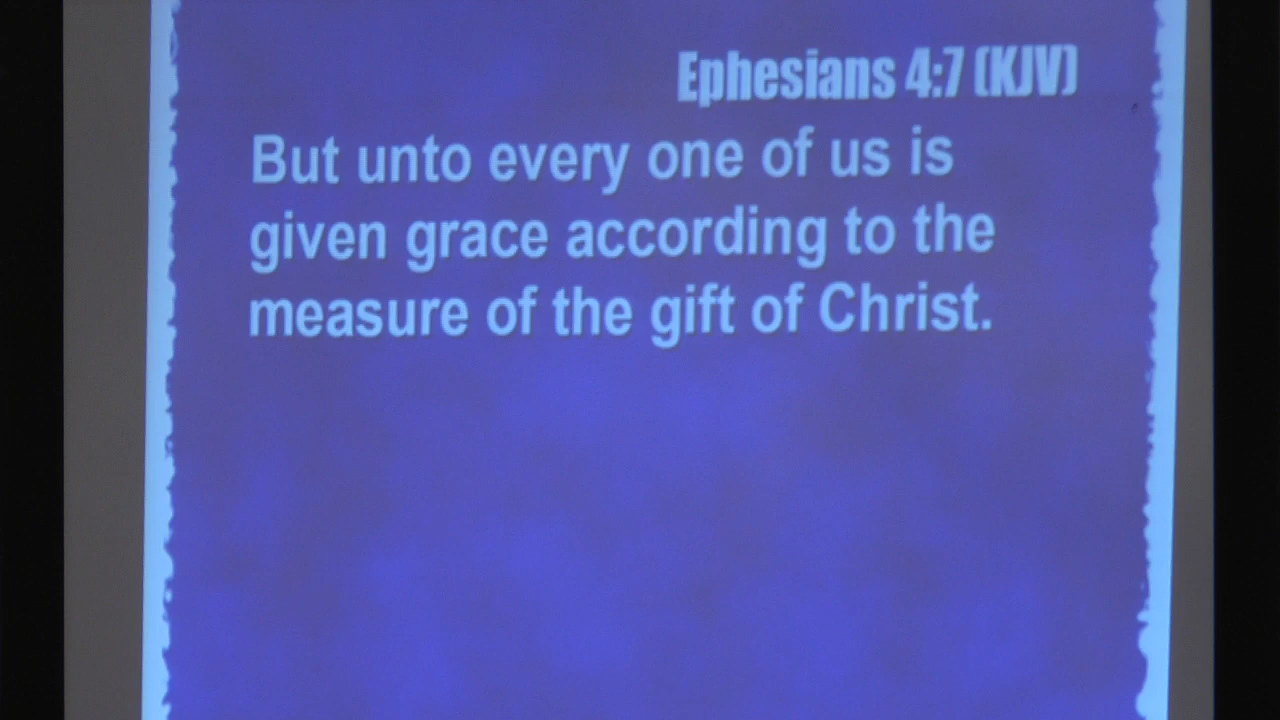 Ephesians 4:7 (KJV)
But unto every one of us is
given grace according to the
measure of the gift of Christ.